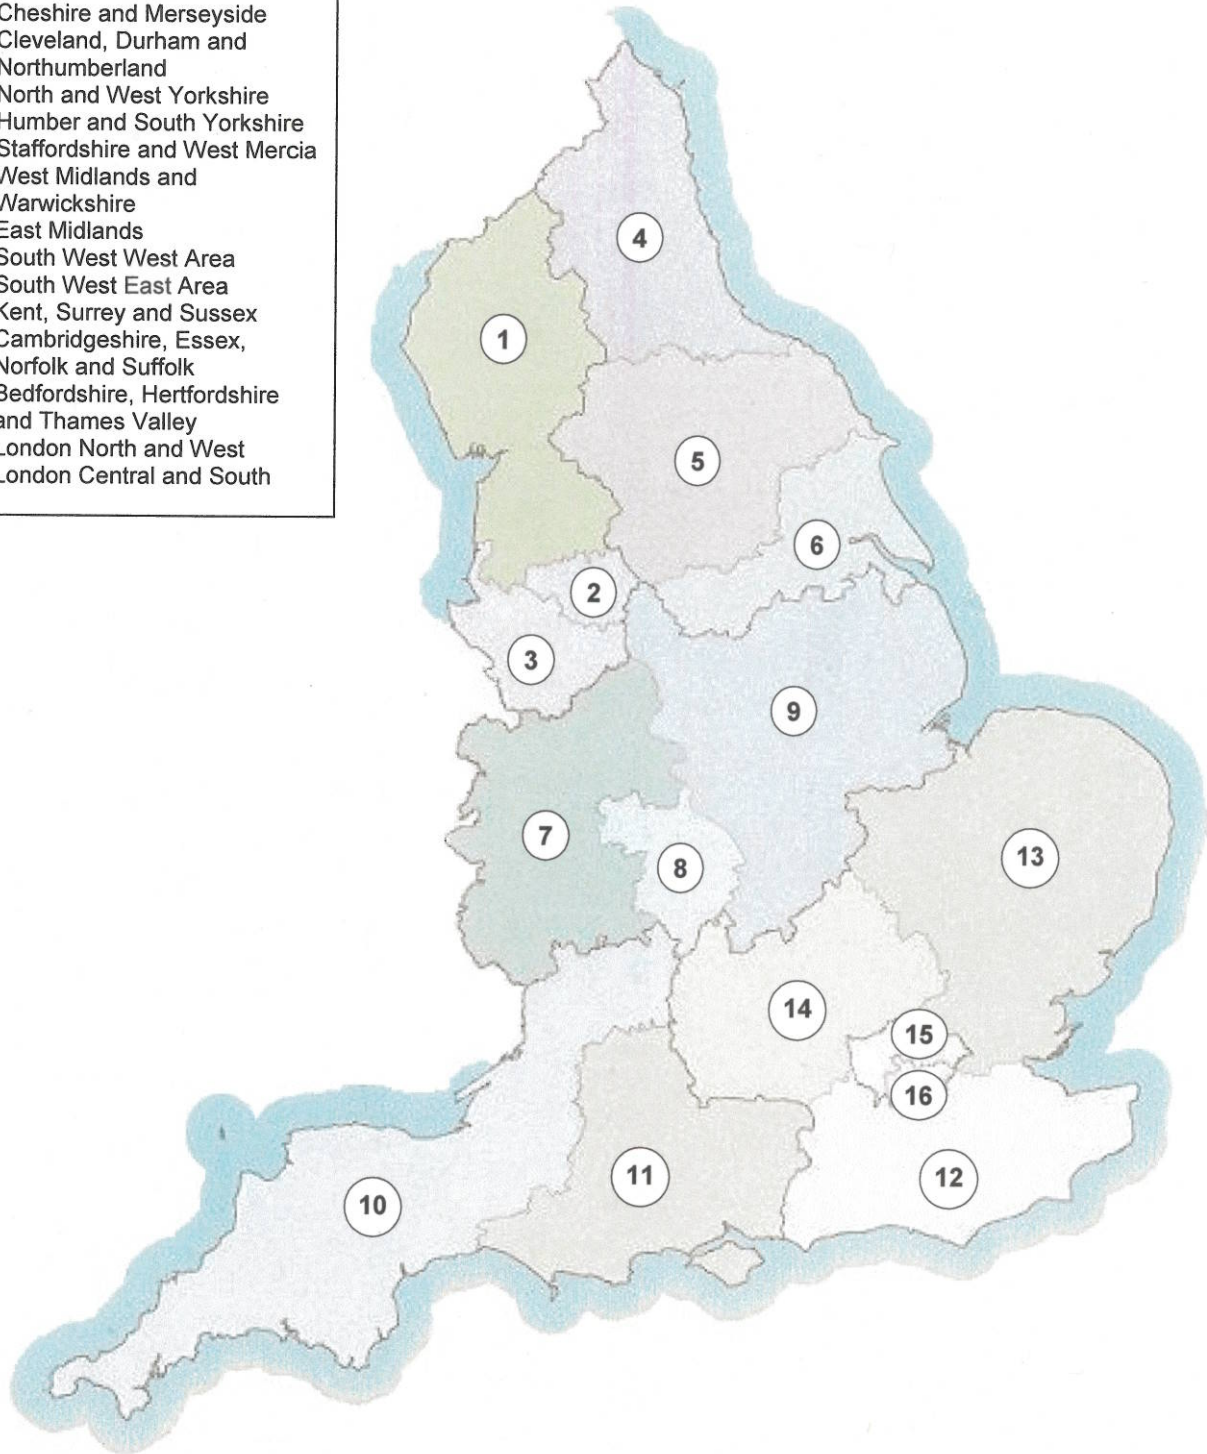 Cheshire and Merseyside
Cleveland, Durham and
Northumberland
North and West Yorkshire
Humber and South Yorkshire
Staffordshire and West Mercia
West Midlands and
Warwickshire
East Midlands
South West West Area
South West East Area
Kent, Surrey and Sussex
Cambridgeshire, Essex,
Norfolk and Suffolk
Bedfordshire, Hertfordshire
and Thames Valley
London North and West
London Central and South
4
1
5
6
2
3
9
7
8
13
14
15
16
11
12
10